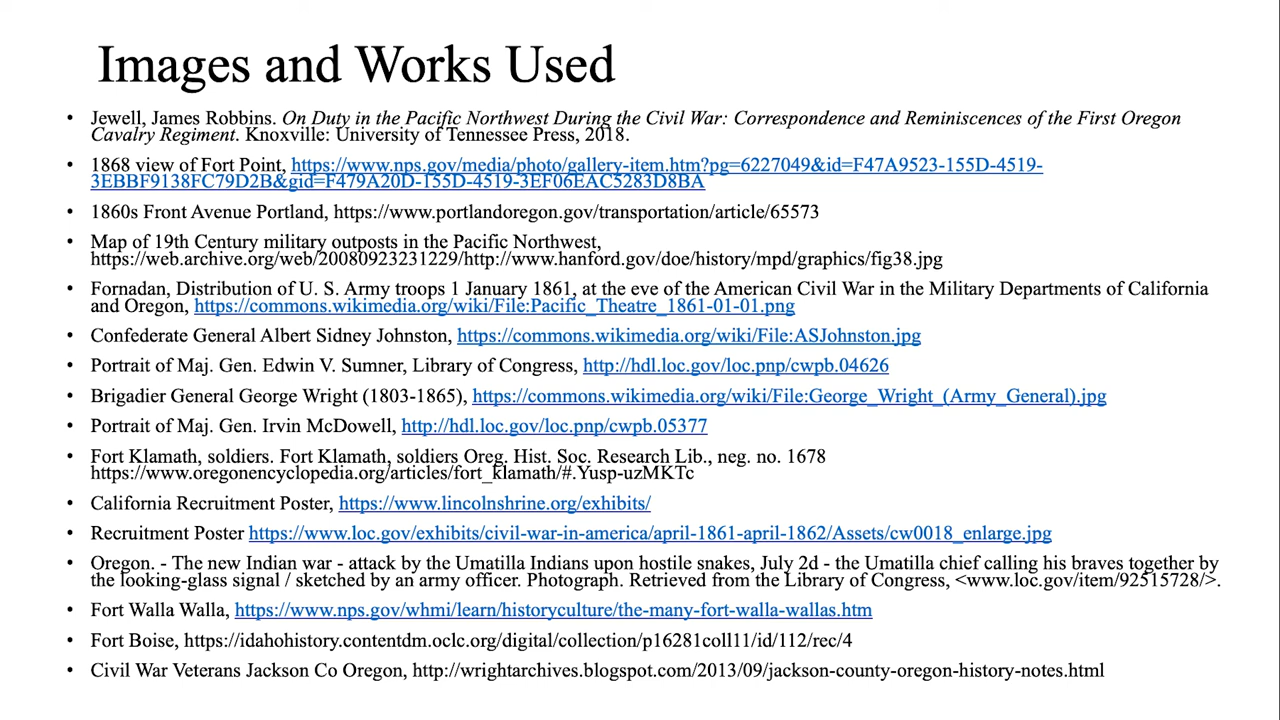 Images and Works Used
• Jewell, James Robbins. On Duty in the Pacific Northwest During the Civil War: Correspondence and Reminiscences of the First Oregon
Cavalry Regiment. Knoxville: University of Tennessee Press, 2018.
• 1868 view of Fort Point, https://www.nps.gov/media/photo/gallery-item.htm?pg=6227049&id=F47A9523-155D-4519-
3EBBF9138FC79D2B&gid=F479A20D-155D-4519-3EF06EAC5283D8BA
• 1860s Front Avenue Portland, https://www.portlandoregon.gov/transportation/article/65573
• Map of 19th Century military outposts in the Pacific Northwest,
https://web.archive.org/web/20080923231229/http://www.hanford.gov/doe/history/mpd/graphics/fig38.jpg
• Fornadan, Distribution of U. S. Army troops 1 January 1861, at the eve of the American Civil War in the Military Departments of California
and Oregon, https://commons.wikimedia.org/wiki/File:Pacific_Theatre_1861-01-01.png
• Confederate General Albert Sidney Johnston, https://commons.wikimedia.org/wiki/File:ASJohnston.jpg
• Portrait of Maj. Gen. Edwin V. Sumner, Library of Congress, http://hdl.loc.gov/loc.pnp/cwpb.04626
• Brigadier General George Wright (1803-1865), https://commons.wikimedia.org/wiki/File:George_Wright_(Army_General).jpg
• Portrait of Maj. Gen. Irvin McDowell, http://hdl.loc.gov/loc.pnp/cwpb.05377
• Fort Klamath, soldiers. Fort Klamath, soldiers Oreg. Hist. Soc. Research Lib., neg. no. 1678
https://www.oregonencyclopedia.org/articles/fort_klamath/#.Yusp-uzMKTc
• California Recruitment Poster, https://www.lincolnshrine.org/exhibits/
• Recruitment Poster https://www.loc.gov/exhibits/civil-war-in-america/april-1861-april-1862/Assets/cw0018_enlarge.jpg
• Oregon. - The new Indian war - attack by the Umatilla Indians upon hostile snakes, July 2d - the Umatilla chief calling his braves together by
the looking-glass signal / sketched by an army officer. Photograph. Retrieved from the Library of Congress, <www.loc.gov/item/92515728/>.
• Fort Walla Walla, https://www.nps.gov/whmi/learn/historyculture/the-many-fort-walla-wallas.htm
• Fort Boise, https://idahohistory.contentdm.oclc.org/digital/collection/p16281coll11/id/112/rec/4
• Civil War Veterans Jackson Co Oregon, http://wrightarchives.blogspot.com/2013/09/jackson-county-oregon-history-notes.html